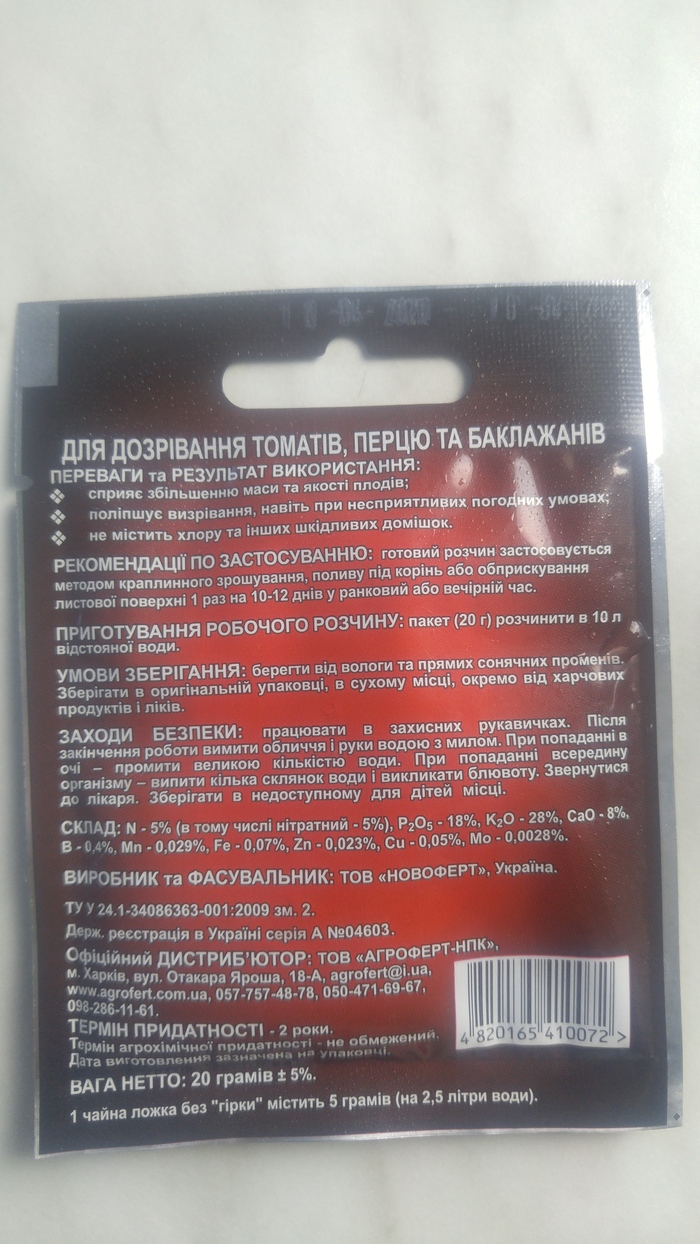 ДЛЯ ДОЗРІВАННЯ ТОМАТІВ, ПЕРЦЮ ТА БАКЛАЖАНІВ
ПЕРЕВАГИ та РЕЗУЛЬТАТ ВИКОРИСТАННЯ:
❖ сприяє збільшенню маси та якості плодів;
❖ поліпшує визрівання, навіть при несприятливих погодних умовах;
❖ не містить хлору та інших шкідливих домішок.
РЕКОМЕНДАЦІЇ ПО ЗАСТОСУВАННЮ: готовий розчин застосовується
методом краплинного зрошування, поливу під корінь або обприскування
листової поверхні 1 раз на 10-12 днів у ранковий або вечірній час.
ПРИГОТУВАННЯ РОБОЧОГО РОЗЧИНУ: пакет (20 г) розчинити в 10 л
відстояної води.
УМОВИ ЗБЕРІГАННЯ: берегти від вологи та прямих сонячних променів.
Зберігати в оригінальній упаковці, в сухому місці, окремо від харчових
продуктів і ліків.
ЗАХОДИ БЕЗПЕКИ: працювати в захисних рукавичках. Після
закінчення роботи вимити обличчя і руки водою з милом. При попаданні в
очі – промити великою кількістю води. При попаданні всередину
організму – випити кілька склянок води і викликати блювоту. Звернутися
до лікаря. Зберігати в недоступному для дітей місці.
СКЛАД: N - 5% (в тому числі нітратний - 5%), P₂O₅ - 18%, K₂O - 28%, CaO - 8%,
B - 0,4%, Mn - 0,029%, Fe - 0,07%, Zn - 0,023%, Cu - 0,05%, Mo - 0,0028%.
ВИРОБНИК та ФАСУВАЛЬНИК: ТОВ «НОВОФЕРТ», Україна.
ТУ У 24.1-34086363-001:2009 зм. 2.
Держ. реєстрація в Україні серія А №04603.
Офіційний ДИСТРИБ'ЮТОР: ТОВ «АГРОФЕРТ-НПК»,
м. Харків, вул. Отакара Яроша, 18-А, agrofert@i.ua,
www.agrofert.com.ua, 057-757-48-78, 050-471-69-67,
098-286-11-61.
ТЕРМІН ПРИДАТНОСТІ - 2 роки.
Термін агрохімічної придатності - не обмежений.
Дата виготовлення зазначена на упаковці.
4 820165 410072 >
ВАГА НЕТТО: 20 грамів ± 5%.
1 чайна ложка без "гірки" містить 5 грамів (на 2,5 літри води).